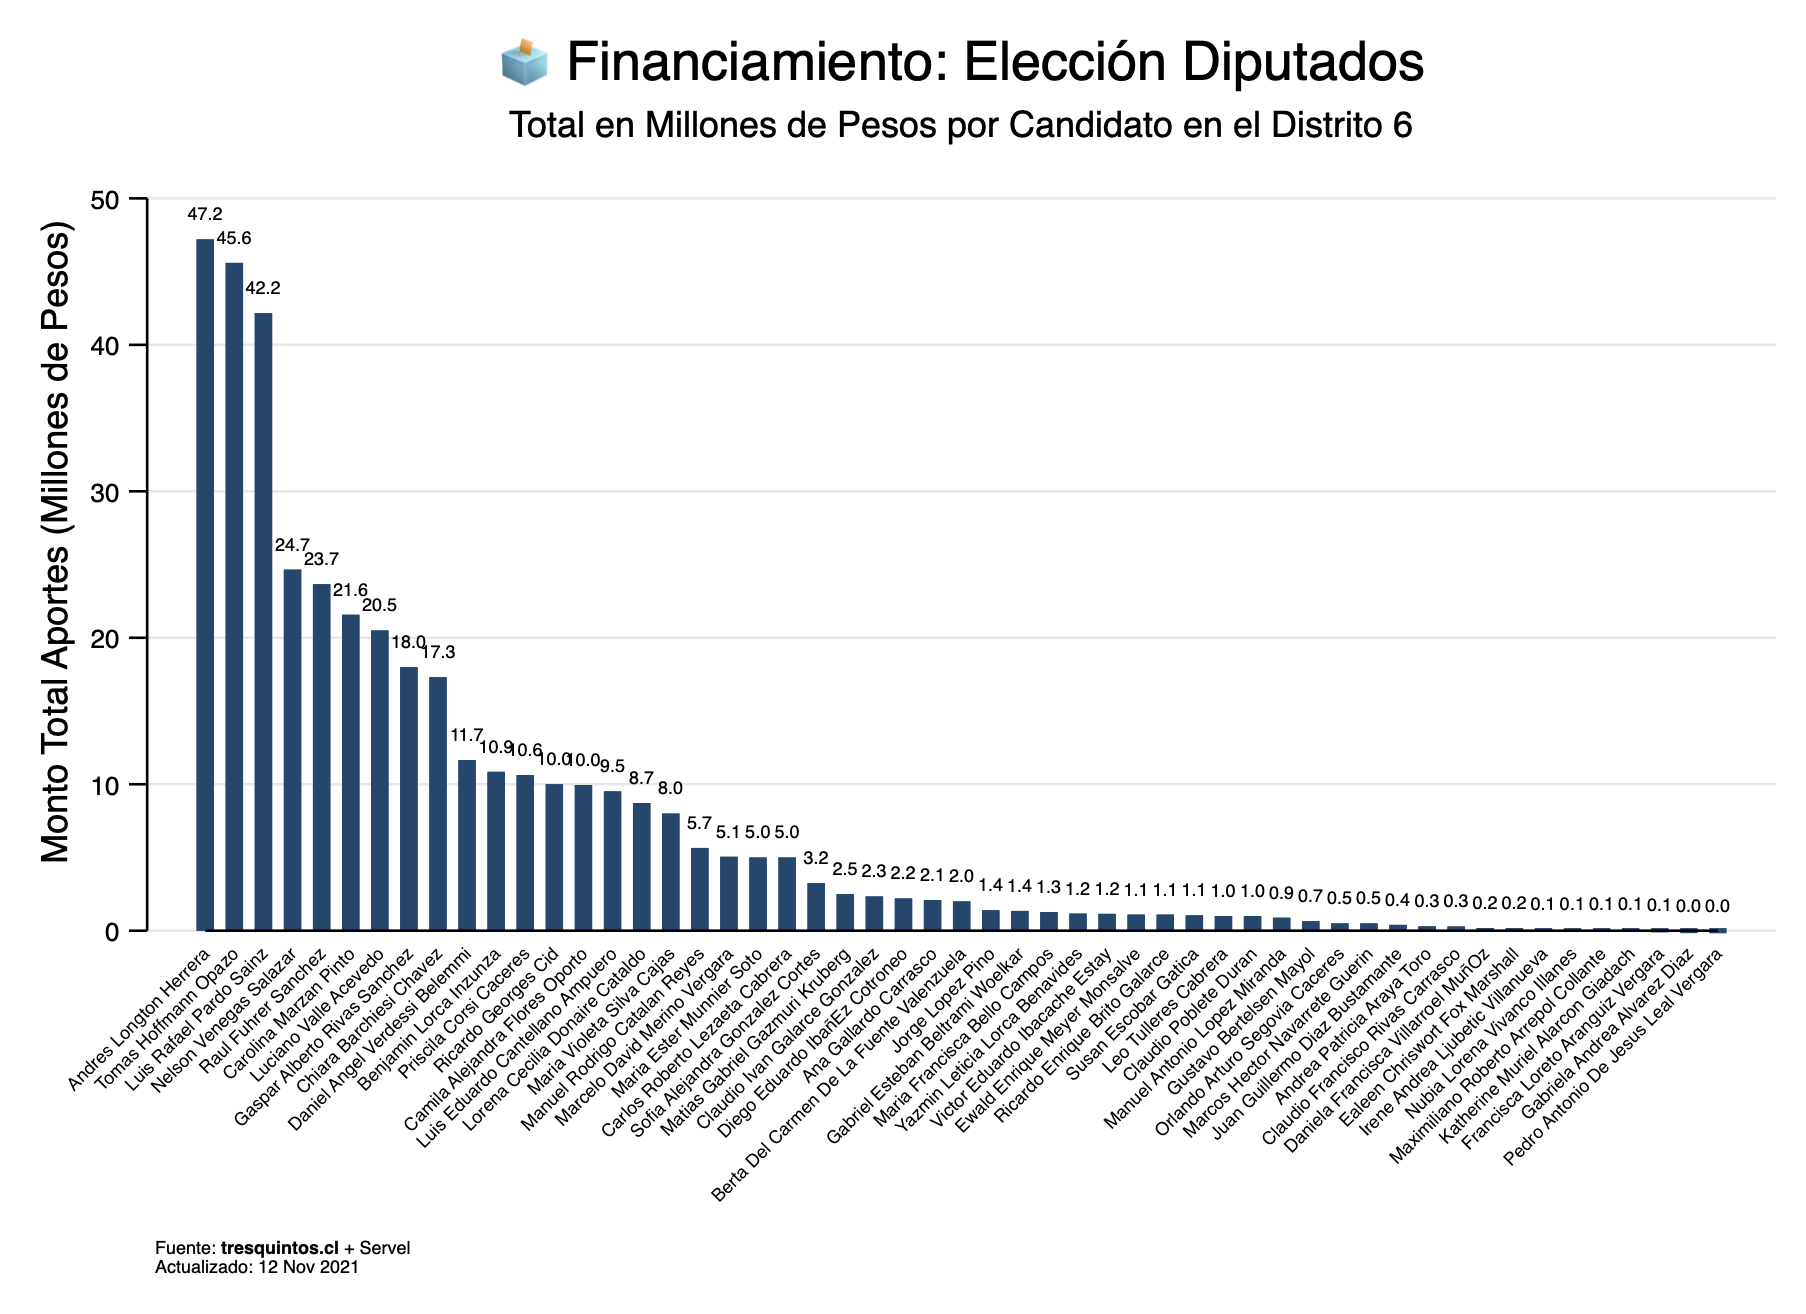 Financiamiento: Elección Diputados
Total en Millones de Pesos por Candidato en el Distrito 6
Monto Total Aportes (Millones de Pesos)
50
40
30
20
10
0
47.2
45.6
42.2
24.7
23.7
21.6
20.5
18.0
17.3
11.7
10.9
10.6
10.0
10.0
9.5
8.7
8.0
5.7
5.1
5.0
5.0
3.2
2.5
2.3
2.2
2.1
2.0
1.4
1.4
1.3
1.2
1.2
1.1
1.1
1.1
1.0
1.0
0.9
0.7
0.5
0.5
0.4
0.3
0.3
0.2
0.2
0.1
0.1
0.1
0.1
0.1
0.0
0.0
Andres Longton Herrera
Tomas Hoffmann Opazo
Luis Rafael Pardo Sainz
Nelson Venegas Salazar
Raul Fuhrer Sanchez
Carolina Marzan Pinto
Luciano Valle Acevedo
Gaspar Alberto Rivas Sanchez
Chiara Barchiesi Chavez
Daniel Angel Verdessi Belemmi
Benjamin Lorca Inzunza
Priscila Corsi Caceres
Ricardo Georges Cid
Camila Alejandra Flores Oporto
Luis Eduardo Cantellano Ampuero
Lorena Cecilia Donaire Cataldo
Maria Violeta Silva Cajas
Manuel Rodrigo Catalan Reyes
Marcelo David Merino Vergara
Maria Ester Munnier Soto
Carlos Roberto Lezaeta Cabrera
Sofia Alejandra Gonzalez Cortes
Matias Gabriel Gazmuri Kruberg
Claudio Ivan Galarce Gonzalez
Diego Eduardo IbañEz Cotroneo
Ana Gallardo Carrasco
Berta Del Carmen De La Fuente Valenzuela
Jorge Lopez Pino
Gabriel Esteban Beltrami Woelkar
Maria Francisca Bello Campos
Yazmin Leticia Lorca Benavides
Victor Eduardo Ibacache Estay
Ewald Enrique Meyer Monsalve
Ricardo Enrique Brito Galarce
Susan Escobar Gatica
Leo Tuilleres Cabrera
Claudio Poblete Duran
Manuel Antonio Lopez Miranda
Gustavo Bertelsen Mayol
Orlando Arturo Segovia Caceres
Marcos Hector Navarrete Guerin
Juan Guillermo Diaz Bustamante
Andrea Patricia Araya Toro
Claudio Francisco Rivas Carrasco
Daniela Francisca Villarroel MuñOz
Ealeen Chriswort Fox Marshall
Irene Andrea Ljubetic Villanueva
Nubia Lorena Vivanco Illanes
Maximiliano Roberto Arrepol Collante
Katherine Muriel Alarcon Giadach
Francisca Loreto Aranguiz Vergara
Gabriela Andrea Alvarez Diaz
Pedro Antonio De Jesus Leal Vergara
Fuente: tresquintos.cl + Servel
Actualizado: 12 Nov 2021